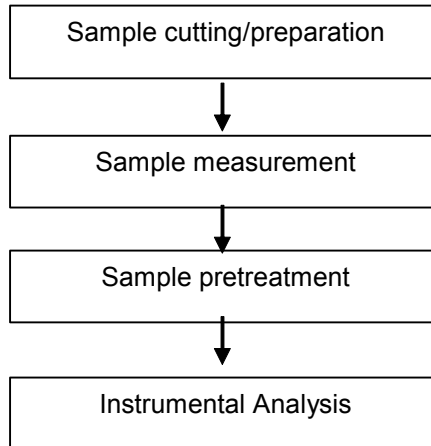 Sample cutting/preparation
Sample measurement
Sample pretreatment
Instrumental Analysis